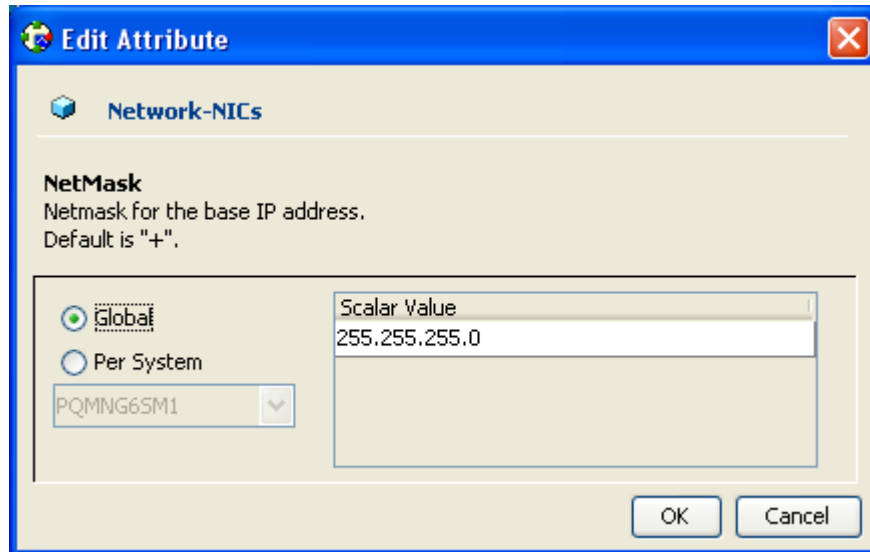 Edit Attribute
Network-NICs
NetMask
Netmask for the base IP address.
Default is "+".
Global
Per System
PQMNG6SM1
Scalar Value
255.255.255.0
OK
Cancel